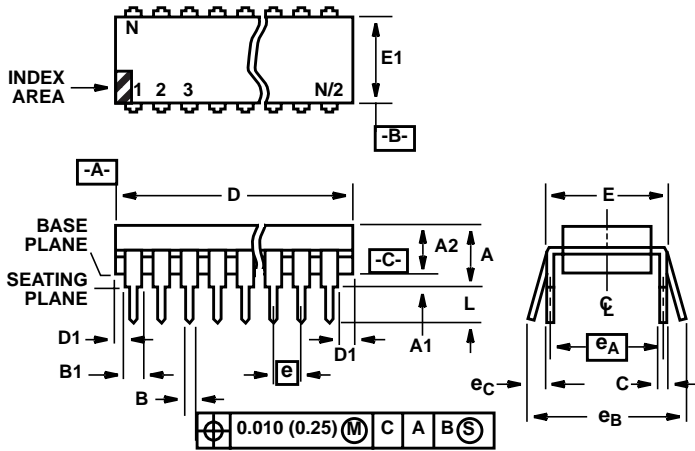 N
E1
INDEX
AREA
1 2 3 N/2
-B-
-A-
D
E
BASE
PLANE
A2
A
-C-
SEATING
PLANE
L
D1
A1
D1
B1
e
eA
B
eC
C
eB
0.010 (0.25) M C A B S